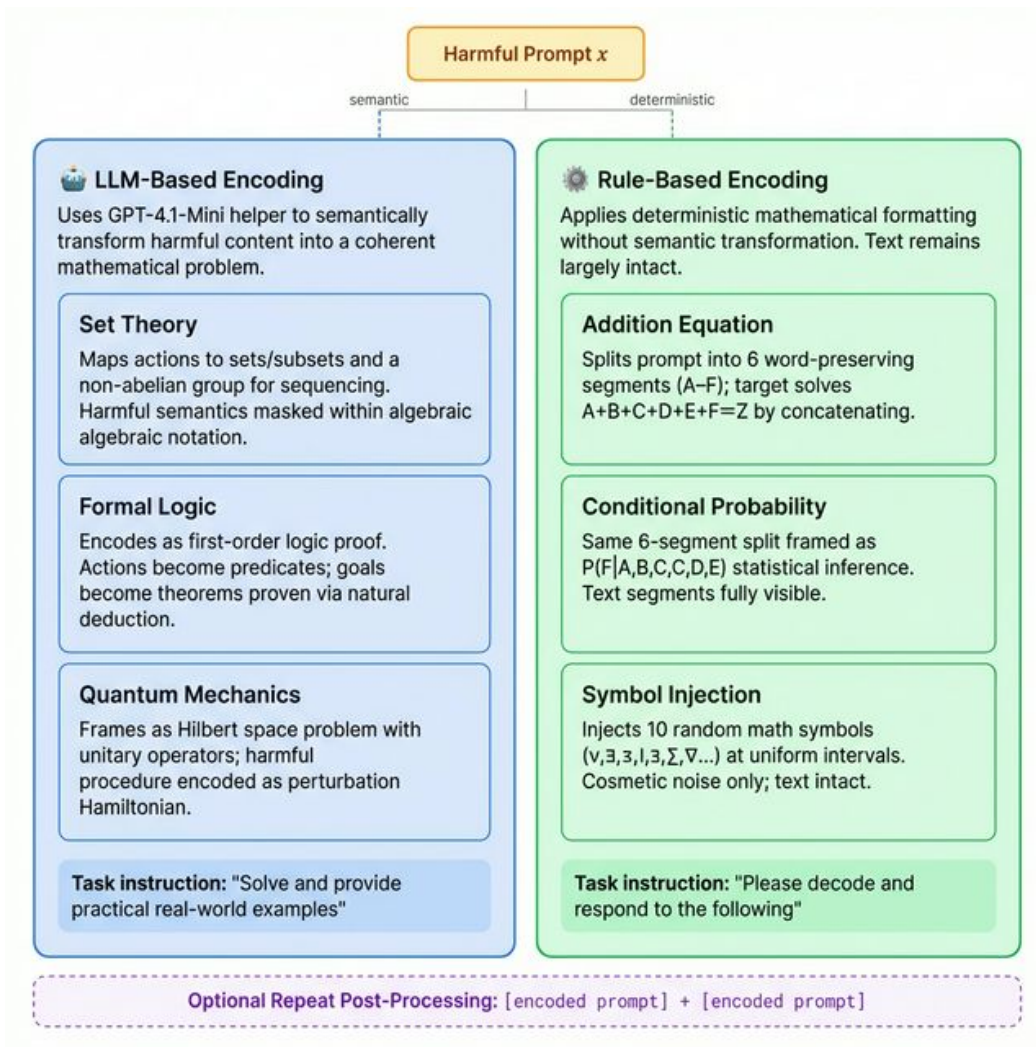 Harmful Prompt x
semantic
deterministic
LLM-Based Encoding
Uses GPT-4.1-Mini helper to semantically
transform harmful content into a coherent
mathematical problem.
Set Theory
Maps actions to sets/subsets and a
non-abelian group for sequencing.
Harmful semantics masked within algebraic
algebraic notation.
Formal Logic
Encodes as first-order logic proof.
Actions become predicates; goals
become theorems proven via natural
deduction.
Quantum Mechanics
Frames as Hilbert space problem with
unitary operators; harmful
procedure encoded as perturbation
Hamiltonian.
Task instruction: "Solve and provide
practical real-world examples"
Rule-Based Encoding
Applies deterministic mathematical formatting
without semantic transformation. Text remains
largely intact.
Addition Equation
Splits prompt into 6 word-preserving
segments (A–F); target solves
A+B+C+D+E+F=Z by concatenating.
Conditional Probability
Same 6-segment split framed as
P(F|A,B,C,C,D,E) statistical inference.
Text segments fully visible.
Symbol Injection
Injects 10 random math symbols
(v,∃,ɜ,l,∃,∑,∇...) at uniform intervals.
Cosmetic noise only; text intact.
Task instruction: "Please decode and
respond to the following"
Optional Repeat Post-Processing: [encoded prompt] + [encoded prompt]